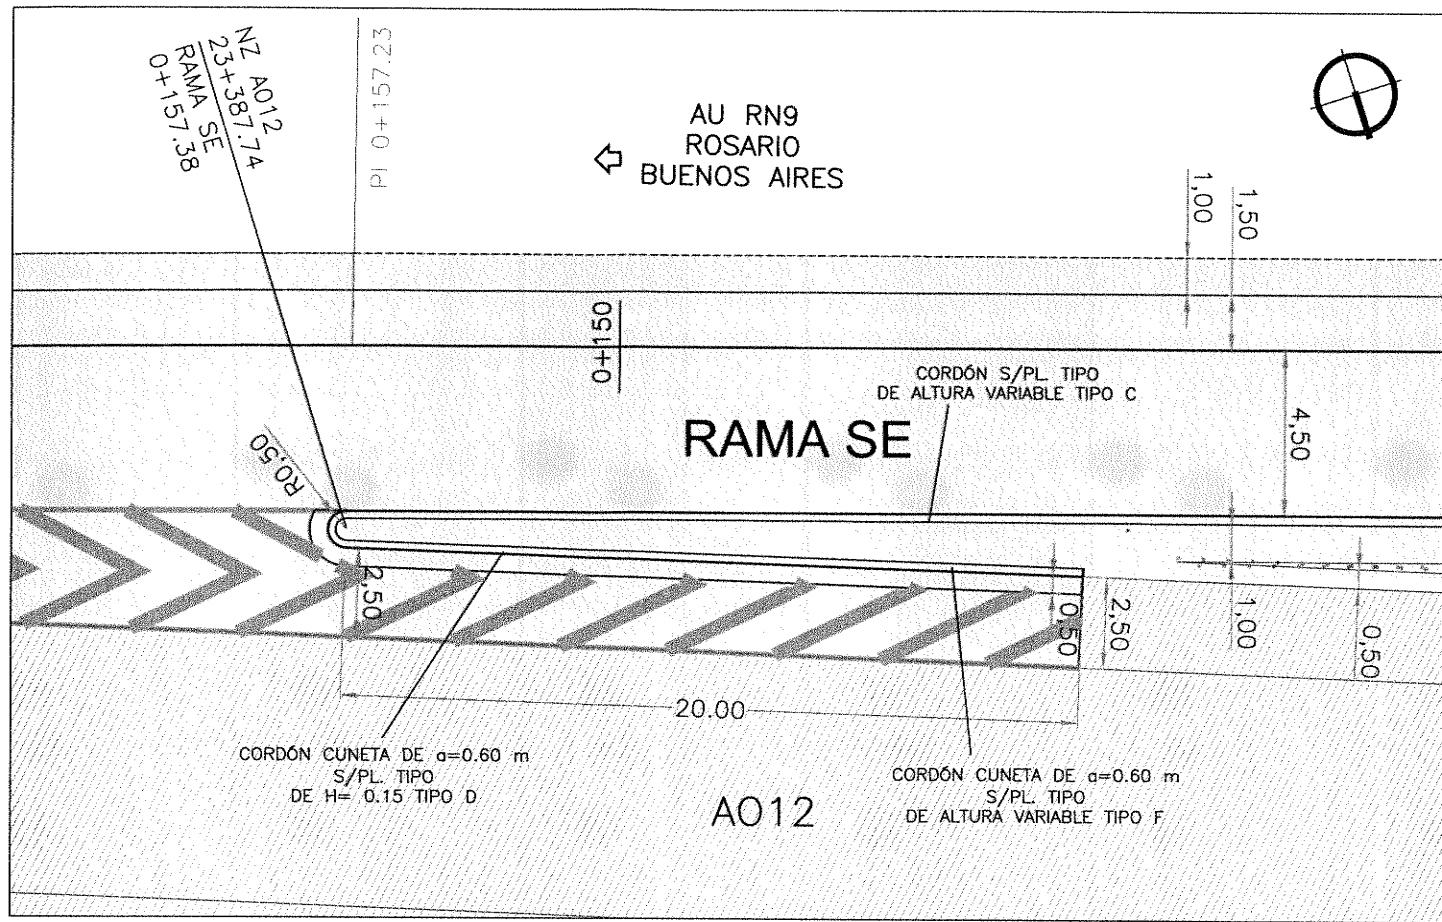 NZ AO12
23+387.74
RAMA SE
0+157.38
PI 0+157.23
AU RN9
ROSARIO
BUENOS AIRES
1,00
1,50
0+150
CORDÓN S/PL. TIPO
DE ALTURA VARIABLE TIPO C
RAMA SE
4,50
R0,50
2,50
0,50
2,50
1,00
0,50
20.00
CORDÓN CUNETA DE a=0.60 m
S/PL. TIPO
DE H= 0.15 TIPO D
CORDÓN CUNETA DE a=0.60 m
S/PL. TIPO
DE ALTURA VARIABLE TIPO F
AO12